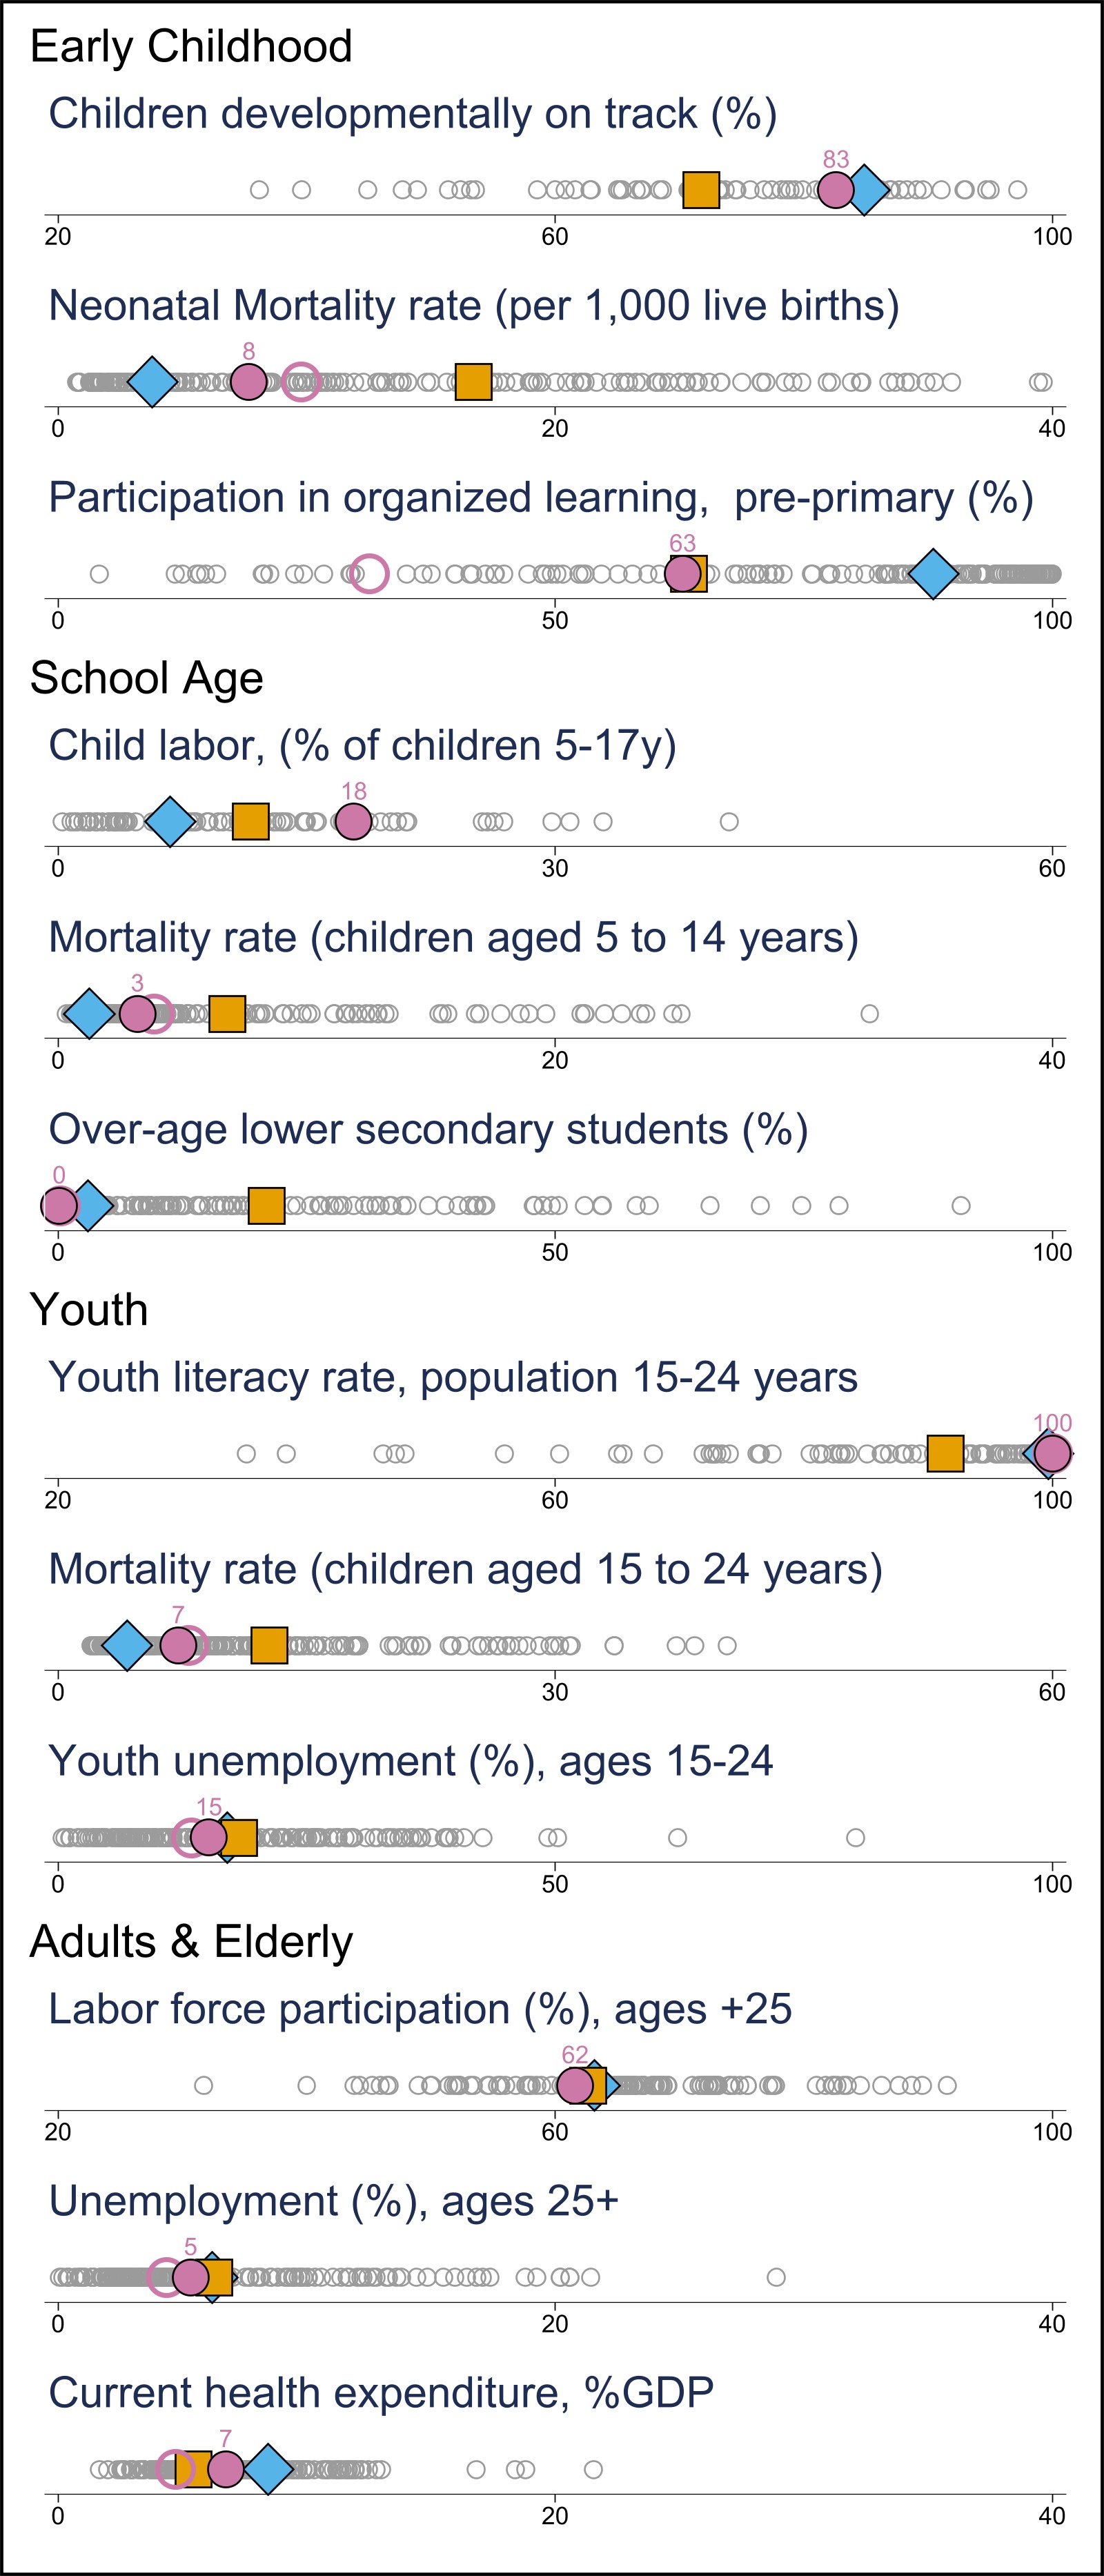 Early Childhood
Children developmentally on track (%)
83
20 60 100
Neonatal Mortality rate (per 1,000 live births)
8
0 20 40
Participation in organized learning,  pre-primary (%)
63
0 50 100
School Age
Child labor, (% of children 5-17y)
18
0 30 60
Mortality rate (children aged 5 to 14 years)
3
0 20 40
Over-age lower secondary students (%)
0
0 50 100
Youth
Youth literacy rate, population 15-24 years
100
20 60 100
Mortality rate (children aged 15 to 24 years)
7
0 30 60
Youth unemployment (%), ages 15-24
15
0 50 100
Adults & Elderly
Labor force participation (%), ages +25
62
20 60 100
Unemployment (%), ages 25+
5
0 20 40
Current health expenditure, %GDP
7
0 20 40